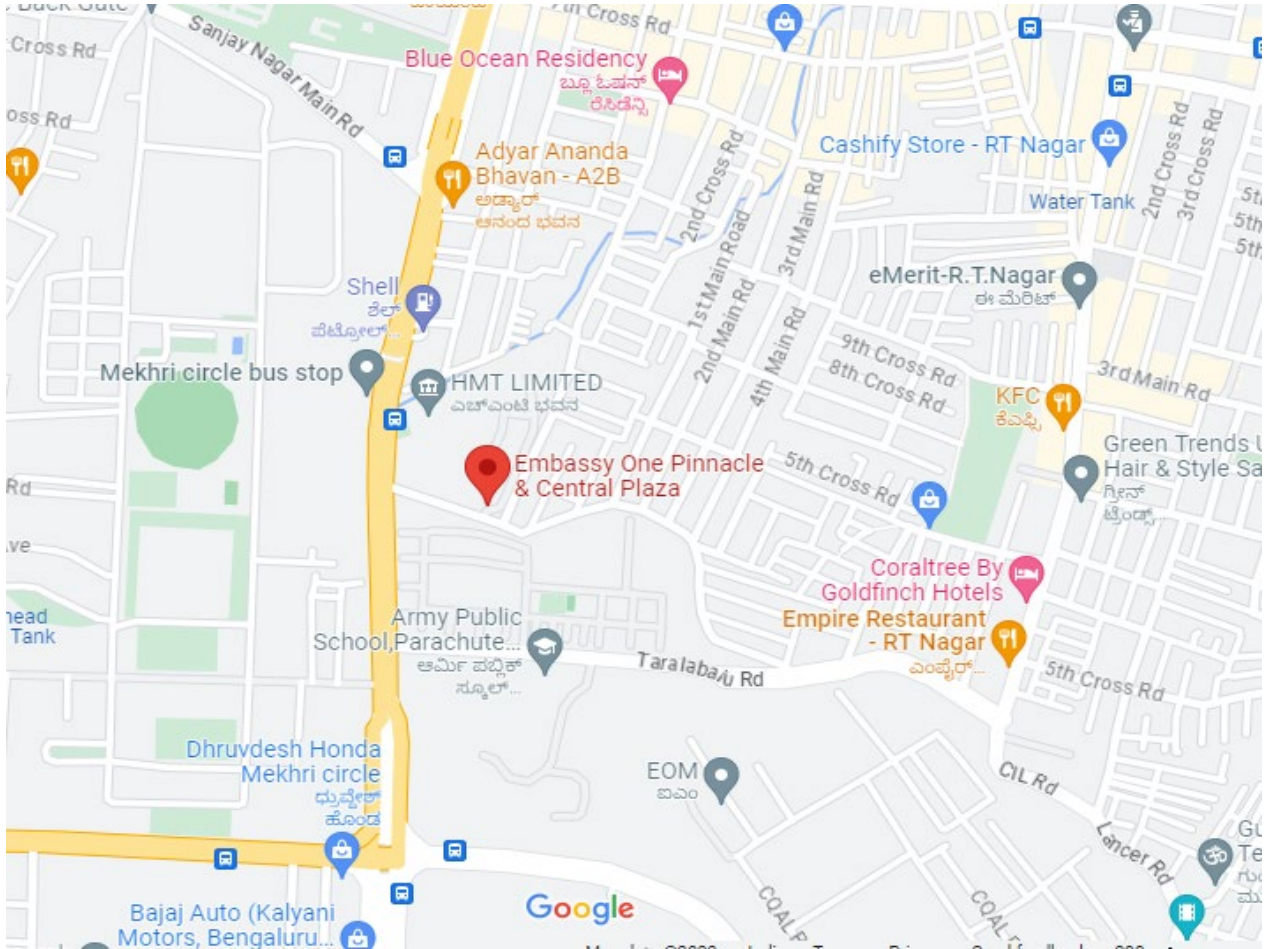 Back Gate
7th Cross Rd
Cross Rd
Sanjay Nagar Main Rd
Blue Ocean Residency
ಬ್ಲೂ ಓಷನ್
ರೆಸಿಡೆನ್ಸಿ
oss Rd
Adyar Ananda
Bhavan - A2B
ಅಡ್ಯಾರ್
ಆನಂದ ಭವನ
2nd Cross Rd
Cashify Store - RT Nagar
2nd Cross Rd
3rd Cross Rd
3rd Main Rd
Water Tank
5th
5th
5th
1st Main Road
2nd Main Rd
eMerit-R.T.Nagar
ಈ ಮೆರಿಟ್
Shell
ಶೆಲ್
ಪೆಟ್ರೋಲ್...
4th Main Rd
9th Cross Rd
8th Cross Rd
3rd Main Rd
Mekhri circle bus stop
HMT LIMITED
ಎಚ್ಎಂಟಿ ಭವನ
KFC
ಕೆಎಫ್ಸಿ
Green Trends U
Hair & Style Sa
ಗ್ರೀನ್
ಟ್ರೆಂಡ್ಸ್...
Embassy One Pinnacle
& Central Plaza
5th Cross Rd
Rd
ve
Coraltree By
Goldfinch Hotels
head
Tank
Army Public
School,Parachute...
ಆರ್ಮಿ ಪಬ್ಲಿಕ್
ಸ್ಕೂಲ್...
Empire Restaurant
- RT Nagar
ಎಂಪೈರ್...
Taralabalu Rd
5th Cross Rd
Dhruvdesh Honda
Mekhri circle
ಧ್ರುವ್ದೇಶ್
ಹೊಂಡ
EOM
ಐಎಂ
CIL Rd
Lancer Rd
Gu
Te
ಗುಂ
ಮು
CQAL R
CQAL
Google
Bajaj Auto (Kalyani
Motors, Bengaluru...